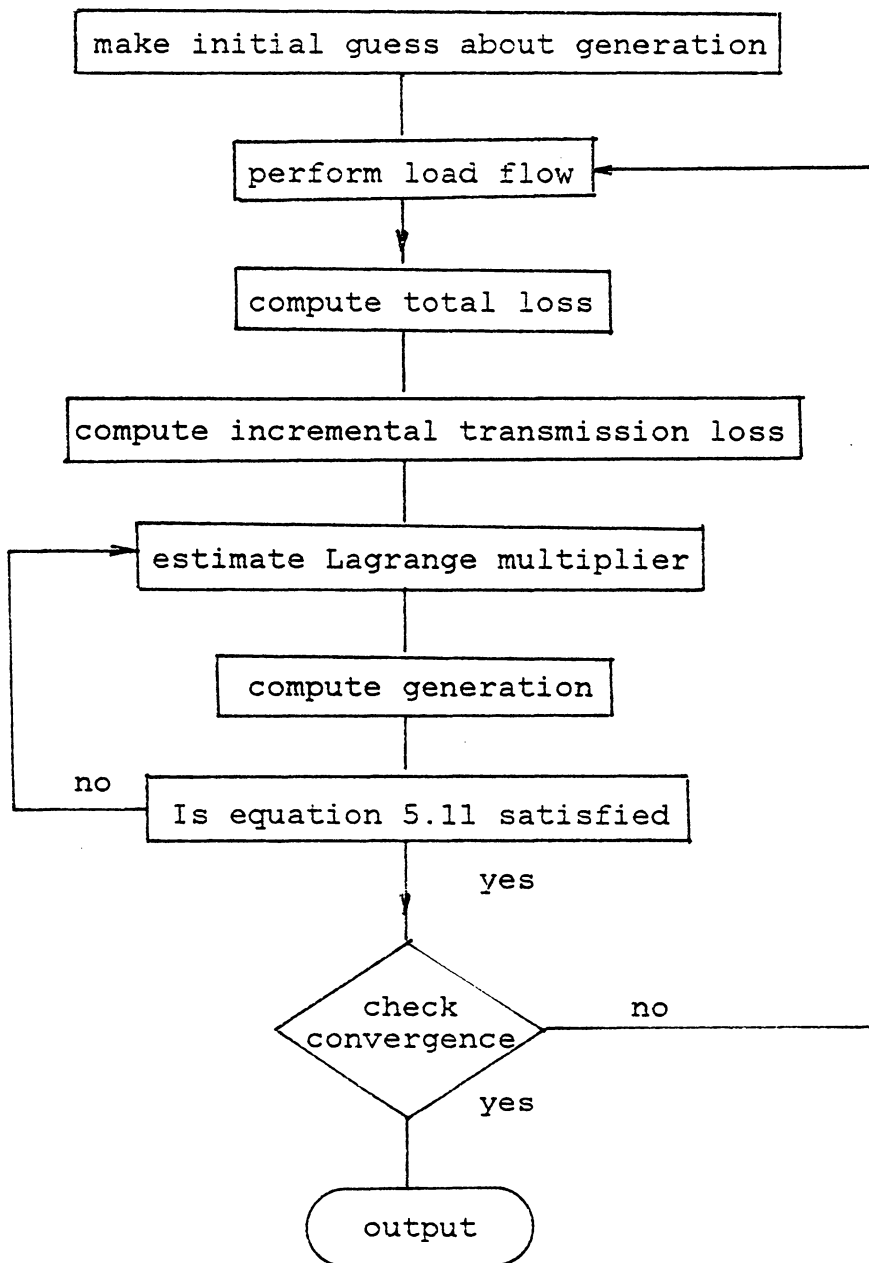 make initial guess about generation
perform load flow
compute total loss
compute incremental transmission loss
estimate Lagrange multiplier
compute generation
no
Is equation 5.11 satisfied
yes
check
convergence
no
yes
output